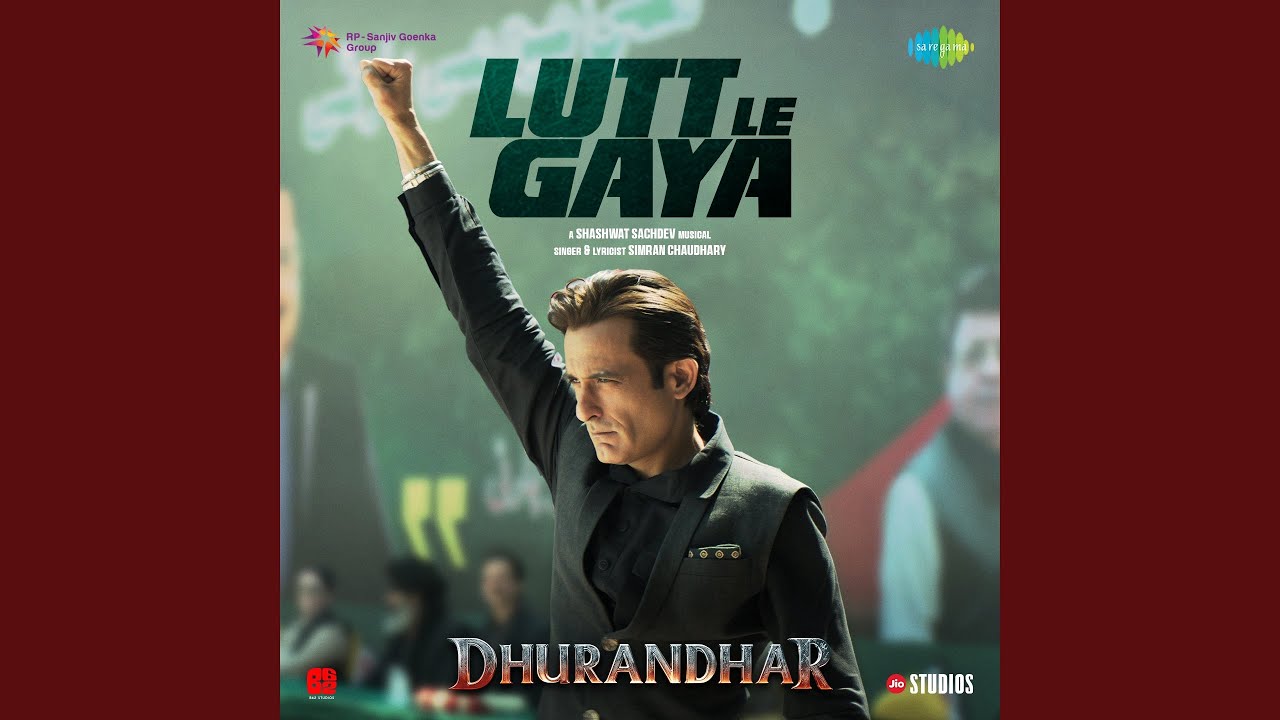 RP-Sanjiv Goenka
Group
saregama
LUTT LE
GAYA
A SHASHWAT SACHDEV MUSICAL
SINGER & LYRICIST SIMRAN CHAUDHARY
DHURANDHAR
B62 STUDIOS
Jio STUDIOS